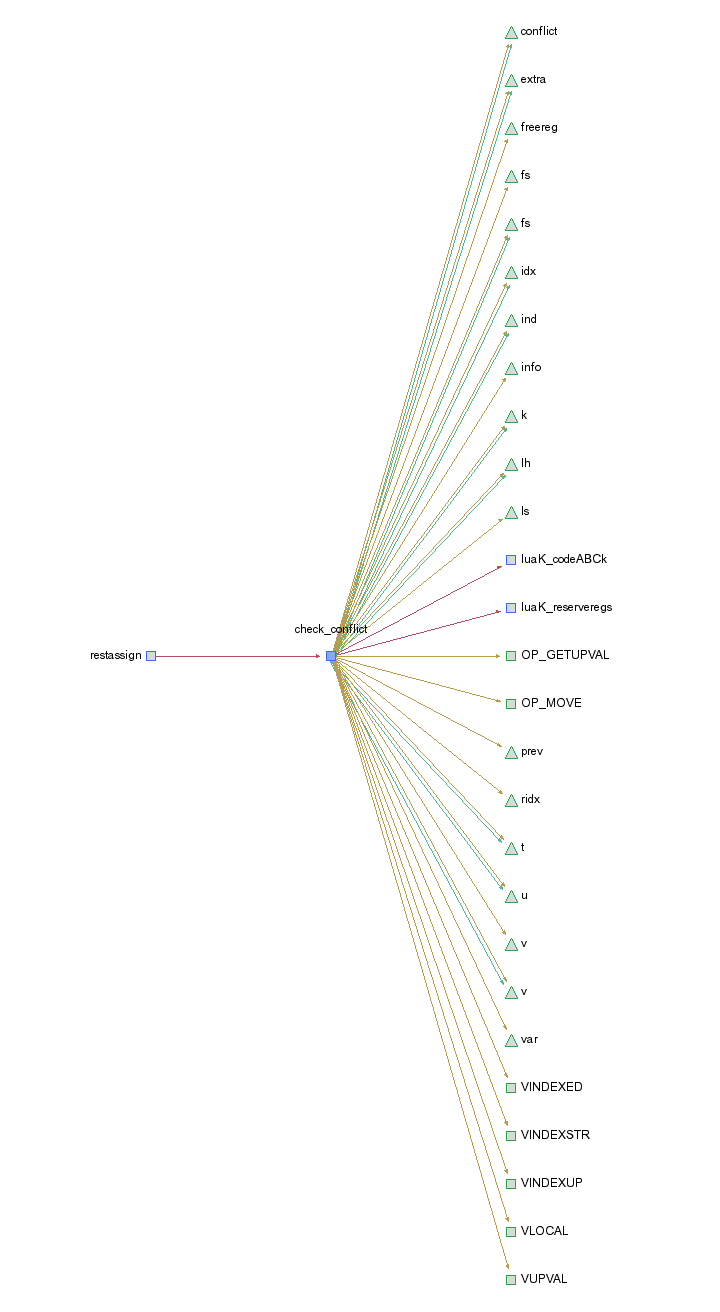 conflict
extra
freereg
fs
fs
idx
ind
info
k
lh
ls
luaK_codeABCk
luaK_reserveregs
check_conflict
restassign
OP_GETUPVAL
OP_MOVE
prev
ridx
t
u
v
v
var
VINDEXED
VINDEXSTR
VINDEXUP
VLOCAL
VUPVAL